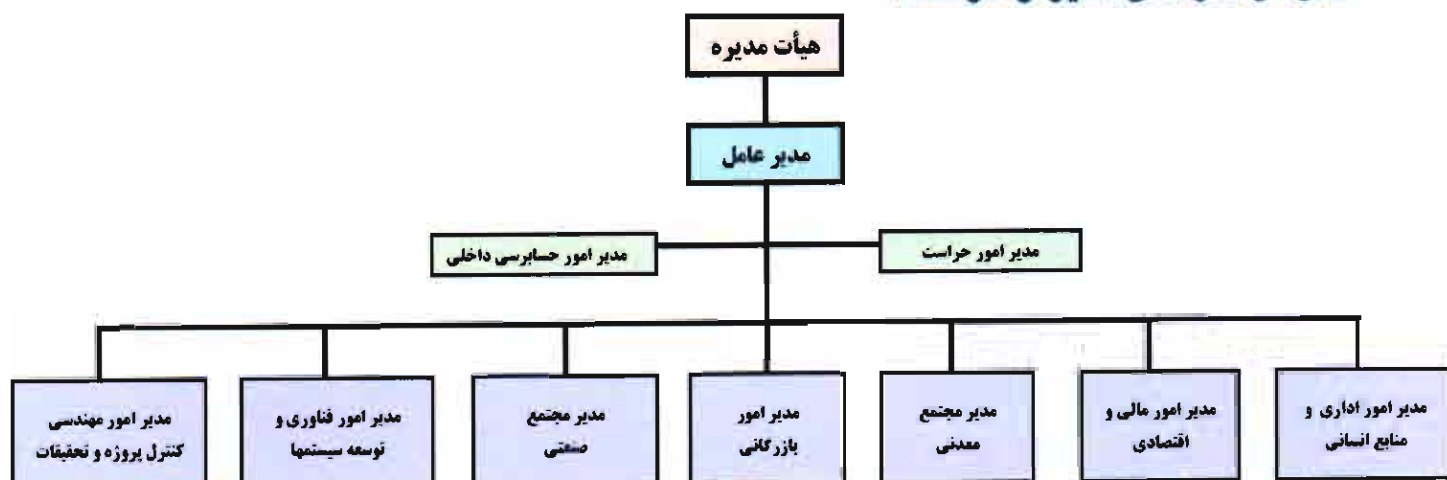 هیأت مدیره
مدیر عامل
مدیر امور حراست
مدیر امور حسابرسی داخلی
مدیر امور اداری و
منابع انسانی
مدیر امور مالی و
اقتصادی
مدیر مجتمع
معدنی
مدیر امور
بازرگانی
مدیر مجتمع
صنعتی
مدیر امور فناوری و
توسعه سیستمها
مدیر امور مهندسی
کنترل پروژه و تحقیقات